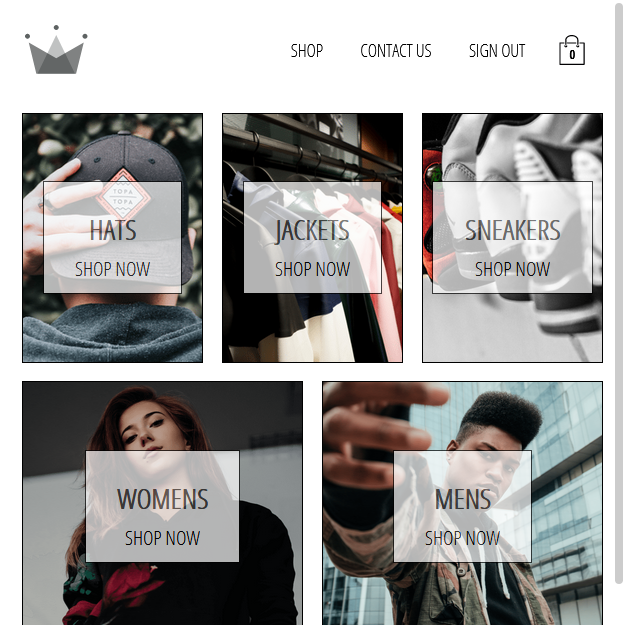 SHOP CONTACT US SIGN OUT 0
TOPA
TOPA
HATS
SHOP NOW
JACKETS
SHOP NOW
SNEAKERS
SHOP NOW
WOMENS
SHOP NOW
MENS
SHOP NOW